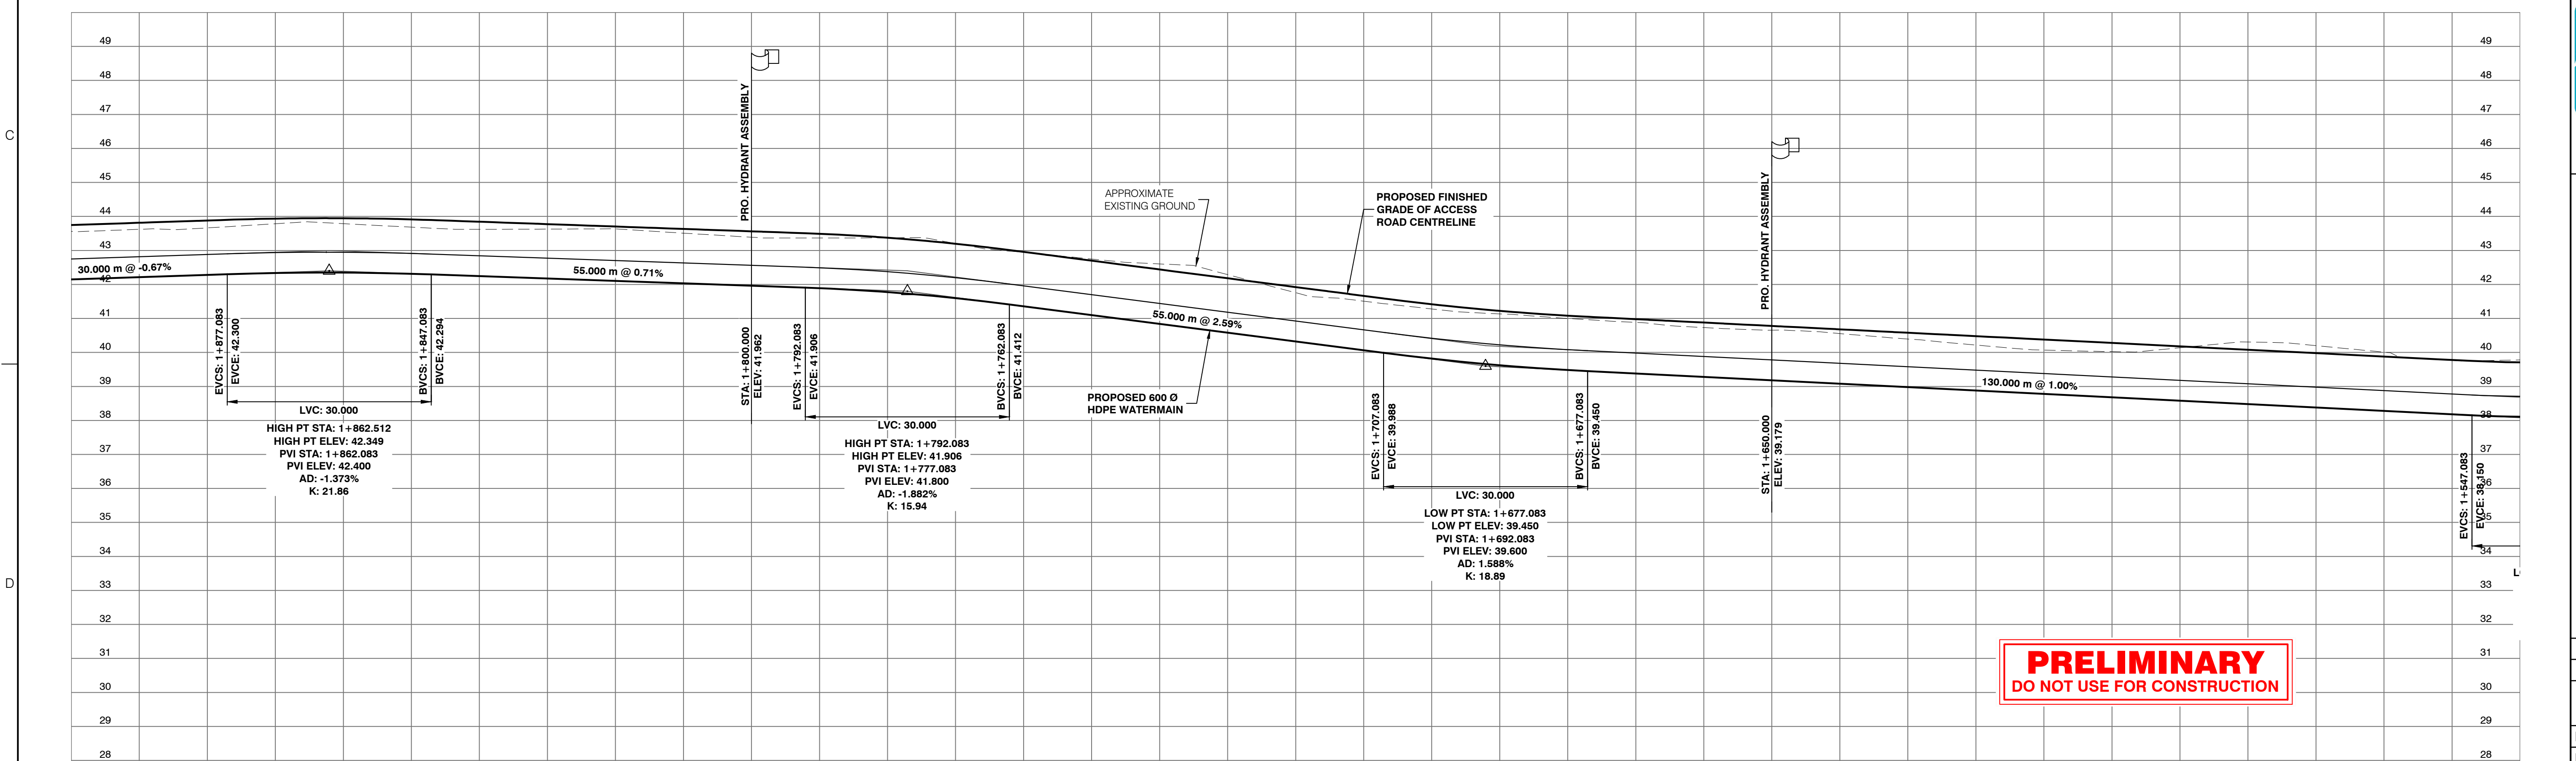 C
D
49
48
47
46
45
44
43
42
41
40
39
38
37
36
35
34
33
32
31
30
29
28
30.000 m @ -0.67%
EVCS: 1+877.083
EVCE: 42.300
BVCS: 1+847.083
BVCE: 42.294
LVC: 30.000
HIGH PT STA: 1+862.512
HIGH PT ELEV: 42.349
PVI STA: 1+862.083
PVI ELEV: 42.400
AD: -1.373%
K: 21.86
55.000 m @ 0.71%
PRO. HYDRANT ASSEMBLY
STA: 1+800.000
ELEV: 41.962
EVCS: 1+792.083
EVCE: 41.906
BVCS: 1+762.083
BVCE: 41.412
LVC: 30.000
HIGH PT STA: 1+792.083
HIGH PT ELEV: 41.906
PVI STA: 1+777.083
PVI ELEV: 41.800
AD: -1.882%
K: 15.94
APPROXIMATE
EXISTING GROUND
55.000 m @ 2.59%
PROPOSED 600 Ø
HDPE WATERMAIN
PROPOSED FINISHED
GRADE OF ACCESS
ROAD CENTRELINE
EVCS: 1+707.083
EVCE: 39.988
BVCS: 1+677.083
BVCE: 39.450
LVC: 30.000
LOW PT STA: 1+677.083
LOW PT ELEV: 39.450
PVI STA: 1+692.083
PVI ELEV: 39.600
AD: 1.588%
K: 18.89
PRO. HYDRANT ASSEMBLY
STA: 1+650.000
ELEV: 39.179
130.000 m @ 1.00%
EVCS: 1+547.083
EVCE: 38.150
PRELIMINARY
DO NOT USE FOR CONSTRUCTION
49
48
47
46
45
44
43
42
41
40
39
38
37
36
35
34
33
32
31
30
29
28